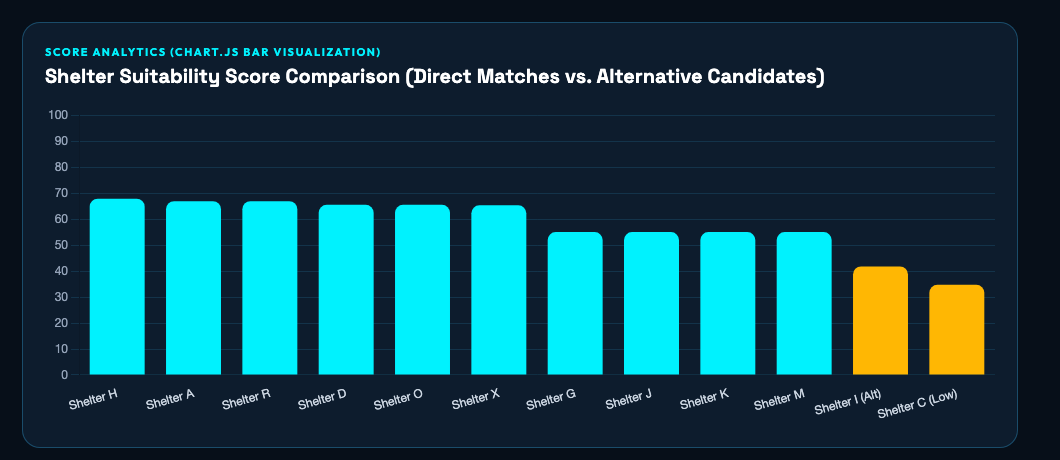 SCORE ANALYTICS (CHART.JS BAR VISUALIZATION)
Shelter Suitability Score Comparison (Direct Matches vs. Alternative Candidates)
100
90
80
70
60
50
40
30
20
10
0
Shelter H
Shelter A
Shelter R
Shelter D
Shelter O
Shelter X
Shelter G
Shelter J
Shelter K
Shelter M
Shelter I (Alt)
Shelter C (Low)